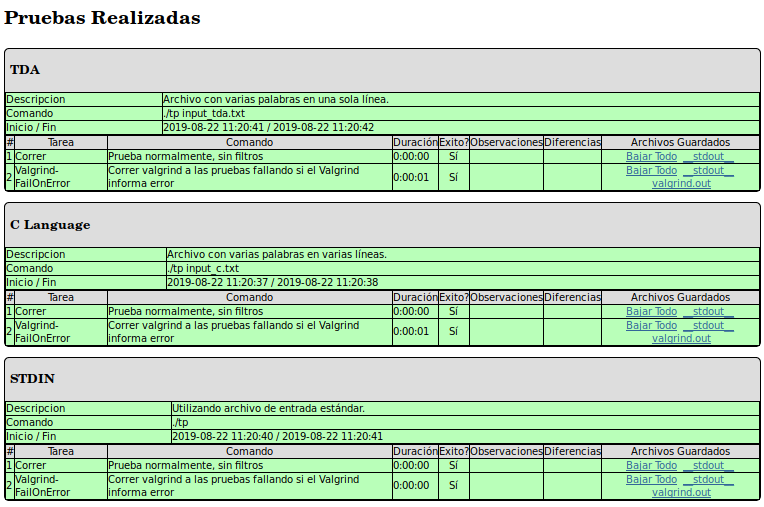 Pruebas Realizadas
TDA
Descripcion Archivo con varias palabras en una sola línea.
Comando ./tp input_tda.txt
Inicio / Fin 2019-08-22 11:20:41 / 2019-08-22 11:20:42
# Tarea Comando Duración Exito? Observaciones Diferencias Archivos Guardados
1 Correr Prueba normalmente, sin filtros 0:00:00 Sí Bajar Todo __stdout__
2 Valgrind-FailOnError Correr valgrind a las pruebas fallando si el Valgrind informa error 0:00:01 Sí Bajar Todo __stdout__ valgrind.out
C Language
Descripcion Archivo con varias palabras en varias líneas.
Comando ./tp input_c.txt
Inicio / Fin 2019-08-22 11:20:37 / 2019-08-22 11:20:38
# Tarea Comando Duración Exito? Observaciones Diferencias Archivos Guardados
1 Correr Prueba normalmente, sin filtros 0:00:00 Sí Bajar Todo __stdout__
2 Valgrind-FailOnError Correr valgrind a las pruebas fallando si el Valgrind informa error 0:00:01 Sí Bajar Todo __stdout__ valgrind.out
STDIN
Descripcion Utilizando archivo de entrada estándar.
Comando ./tp
Inicio / Fin 2019-08-22 11:20:40 / 2019-08-22 11:20:41
# Tarea Comando Duración Exito? Observaciones Diferencias Archivos Guardados
1 Correr Prueba normalmente, sin filtros 0:00:00 Sí Bajar Todo __stdout__
2 Valgrind-FailOnError Correr valgrind a las pruebas fallando si el Valgrind informa error 0:00:00 Sí Bajar Todo __stdout__ valgrind.out